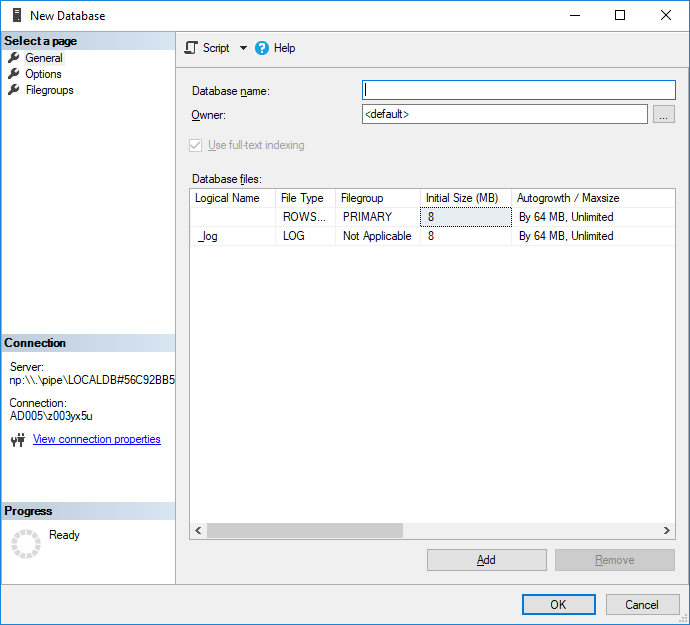 New Database
Select a page
General
Options
Filegroups
Script
Help
Database name:
Owner:
<default>
...
Use full-text indexing
Database files:
Logical Name File Type Filegroup Initial Size (MB) Autogrowth / Maxsize
ROWS... PRIMARY 8 By 64 MB, Unlimited
_log LOG Not Applicable 8 By 64 MB, Unlimited
Connection
Server:
np:\\.\pipe\LOCALDB#56C92BB5
Connection:
AD005\z003yx5u
View connection properties
Progress
Ready
Add
Remove
OK
Cancel